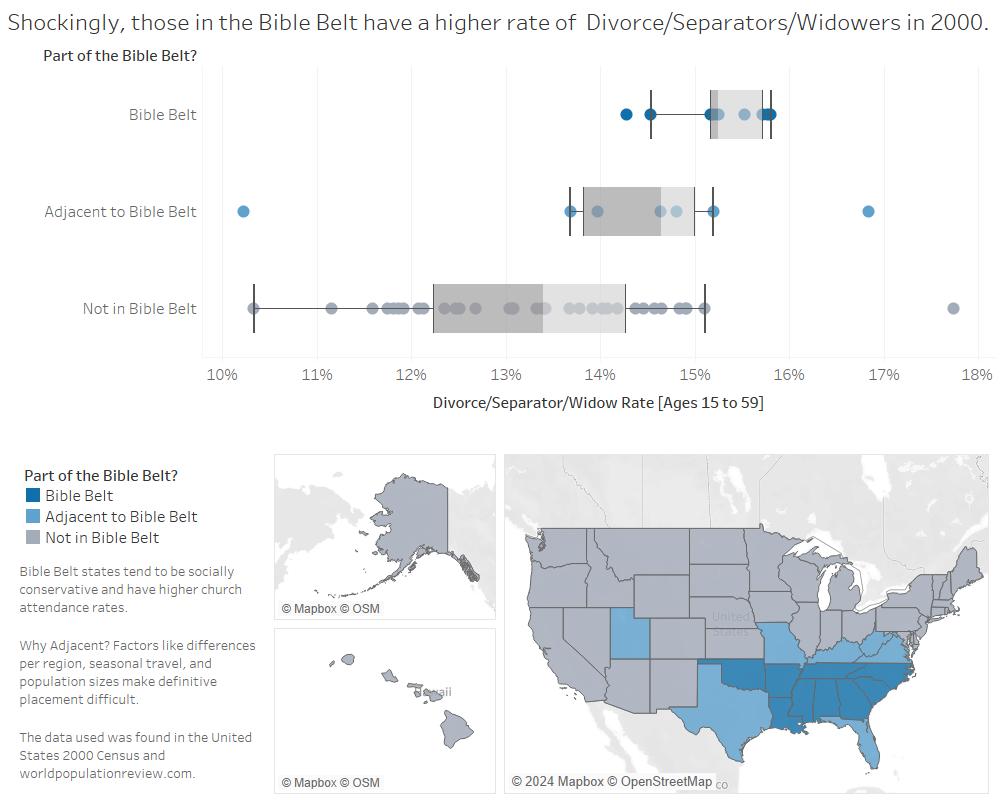 Shockingly, those in the Bible Belt have a higher rate of  Divorce/Separators/Widowers in 2000.
Part of the Bible Belt?
Bible Belt
Adjacent to Bible Belt
Not in Bible Belt
10% 11% 12% 13% 14% 15% 16% 17% 18%
Divorce/Separator/Widow Rate [Ages 15 to 59]
Part of the Bible Belt?
Bible Belt
Adjacent to Bible Belt
Not in Bible Belt
Bible Belt states tend to be socially
conservative and have higher church
attendance rates.
Why Adjacent? Factors like differences
per region, seasonal travel, and
population sizes make definitive
placement difficult.
The data used was found in the United
States 2000 Census and
worldpopulationreview.com.
© Mapbox © OSM
Hawaii
© Mapbox © OSM
United
States
© 2024 Mapbox © OpenStreetMap
co